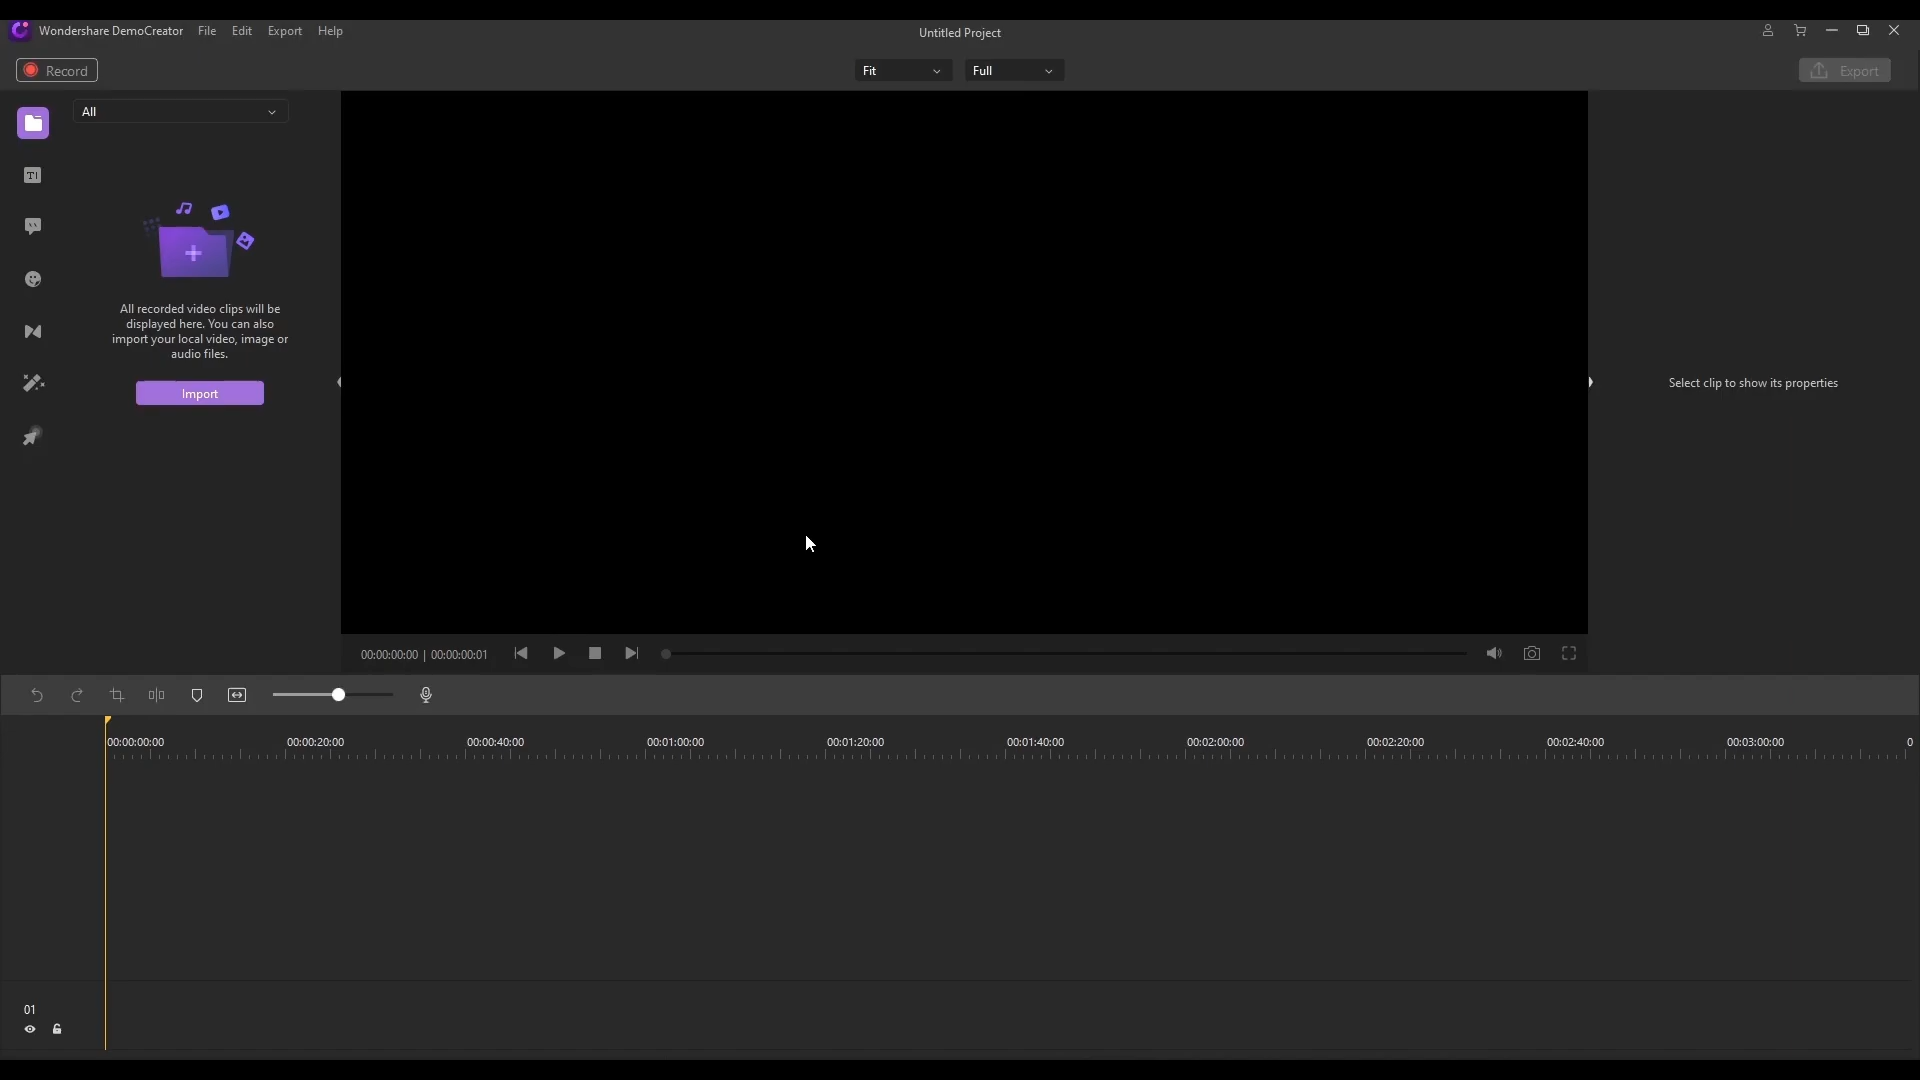 Wondershare DemoCreator File Edit Export Help
Untitled Project
Record
Fit
Full
Export
All
All recorded video clips will be
displayed here. You can also
import your local video, image or
audio files.
Import
Select clip to show its properties
00:00:00:00 | 00:00:00:01
00:00:00:00 00:00:20:00 00:00:40:00 00:01:00:00 00:01:20:00 00:01:40:00 00:02:00:00 00:02:20:00 00:02:40:00 00:03:00:00 0
01